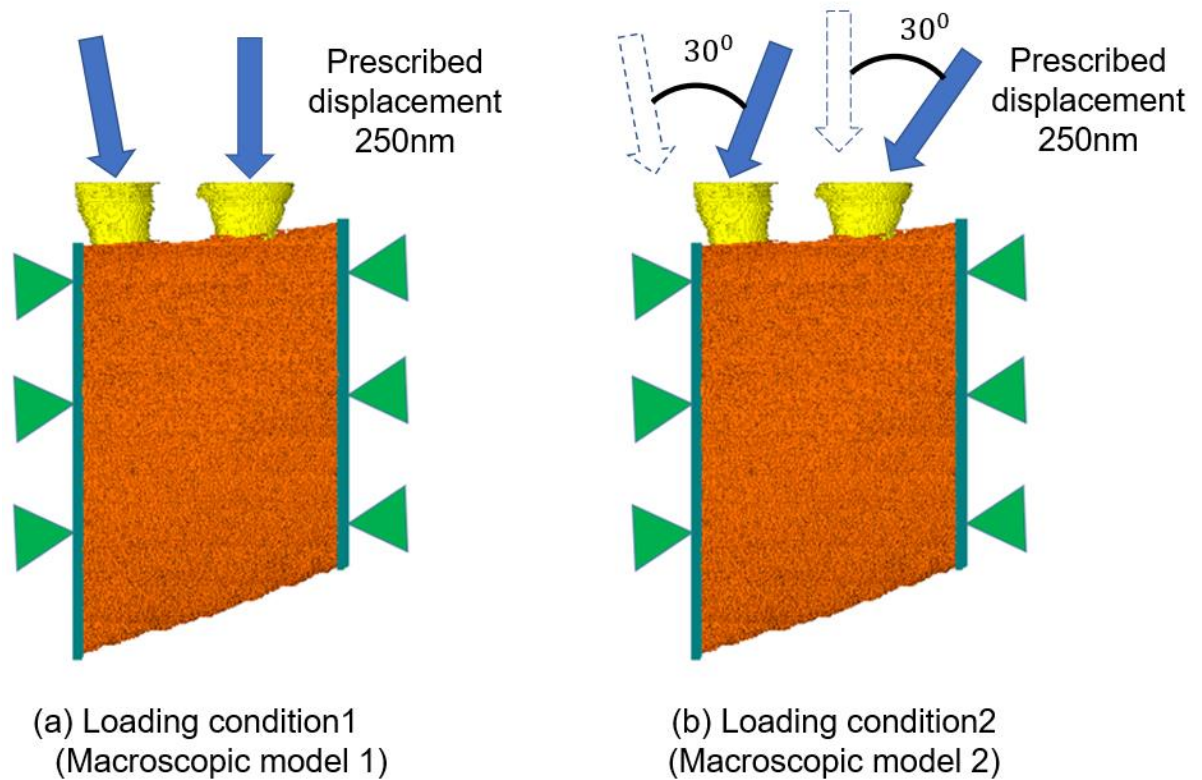 Prescribed
displacement
250nm
30⁰
30⁰
Prescribed
displacement
250nm
(a) Loading condition1
(Macroscopic model 1)
(b) Loading condition2
(Macroscopic model 2)